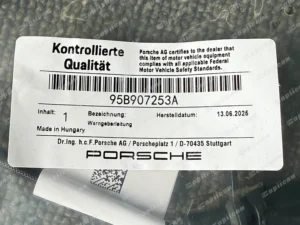 Kontrollierte
Qualität
Porsche AG certifies to the dealer that
this item of motor vehicle equipment
complies with all applicable Federal
Motor Vehicle Safety Standards.
95B907253A
Inhalt: 1
Bezeichnung:
Herstelldatum: 13.06.2025
Warngeberleitung
Made in Hungary
Dr.Ing. h.c.F.Porsche AG / Porscheplatz 1 / D-70435 Stuttgart
PORSCHE